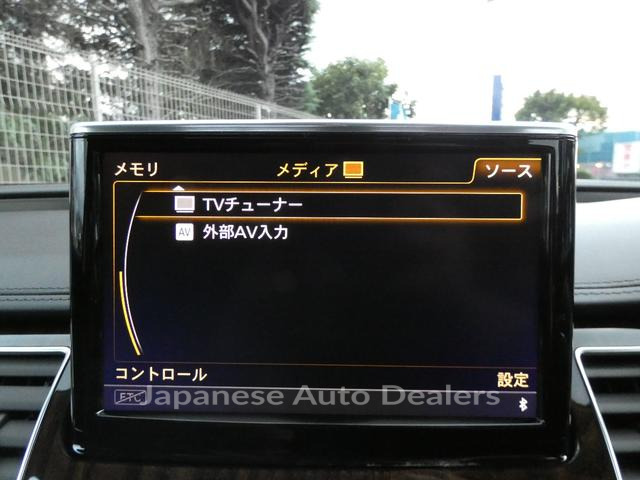 メモリ メディア ソース
TVチューナー
AV 外部AV入力
コントロール 設定
ETC
Japanese Auto Dealers